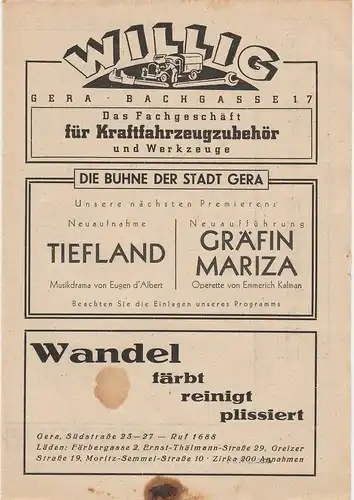 WILLIG
GERA · BACHGASSE 17
Das Fachgeschäft
für Kraftfahrzeugzubehör
und Werkzeuge
DIE BÜHNE DER STADT GERA
Unsere nächsten Premieren:
Neuaufnahme
TIEFLAND
Musikdrama von Eugen d'Albert
Neuaufführung
GRÄFIN
MARIZA
Operette von Emmerich Kalman
Beachten Sie die Einlagen unseres Programms
Wandel
färbt
reinigt
plissiert
Gera, Südstraße 25-27 – Ruf 1688
Läden: Färbergasse 2, Ernst-Thälmann-Straße 29, Greizer
Straße 19, Moritz-Semmel-Straße 10 · Zirka 200 Annahmen